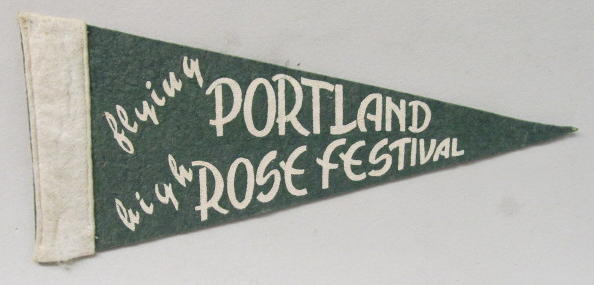 flying
high
PORTLAND
ROSE FESTIVAL